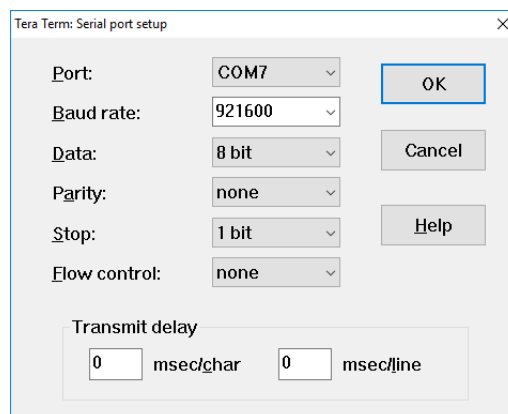 Tera Term: Serial port setup
Port: COM7
OK
Baud rate: 921600
Data: 8 bit
Cancel
Parity: none
Stop: 1 bit
Help
Flow control: none
Transmit delay
0 msec/char 0 msec/line